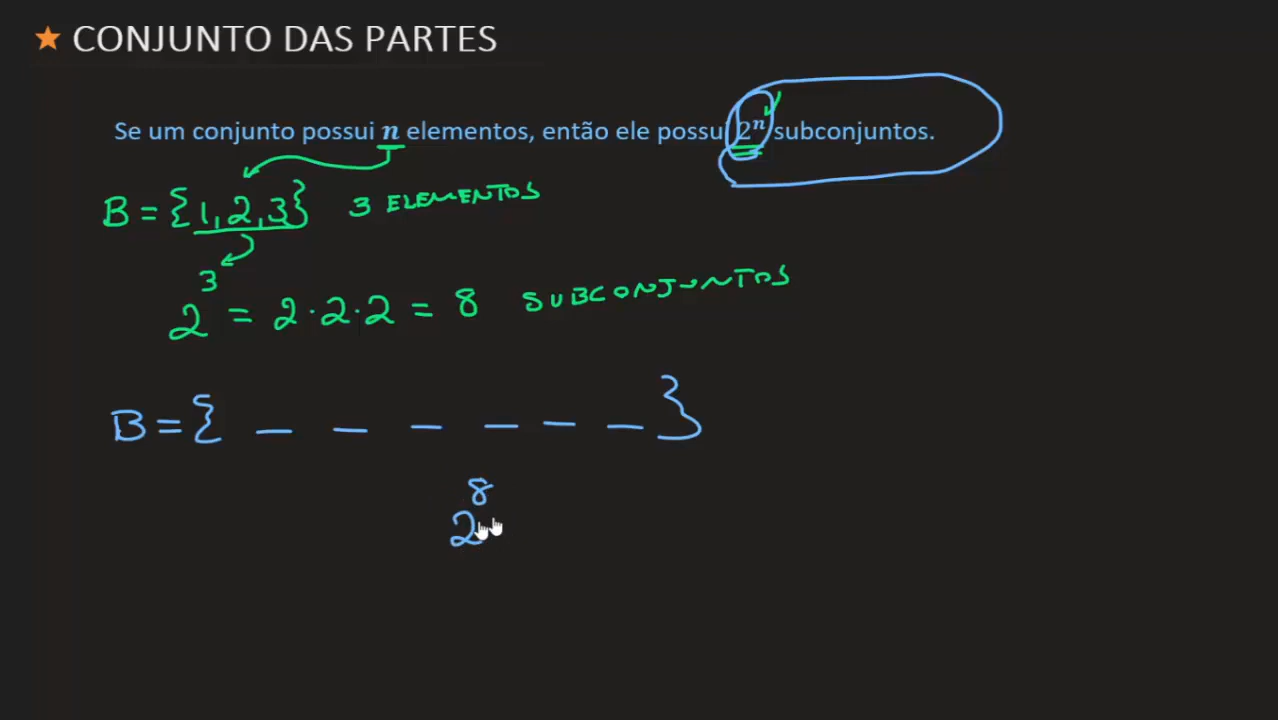 CONJUNTO DAS PARTES
Se um conjunto possui n elementos, então ele possui 2ⁿ subconjuntos.
B = {1, 2, 3} 3 ELEMENTOS
2³ = 2 · 2 · 2 = 8 SUBCONJUNTOS
B = { _ _ _ _ _ _ }
2⁸